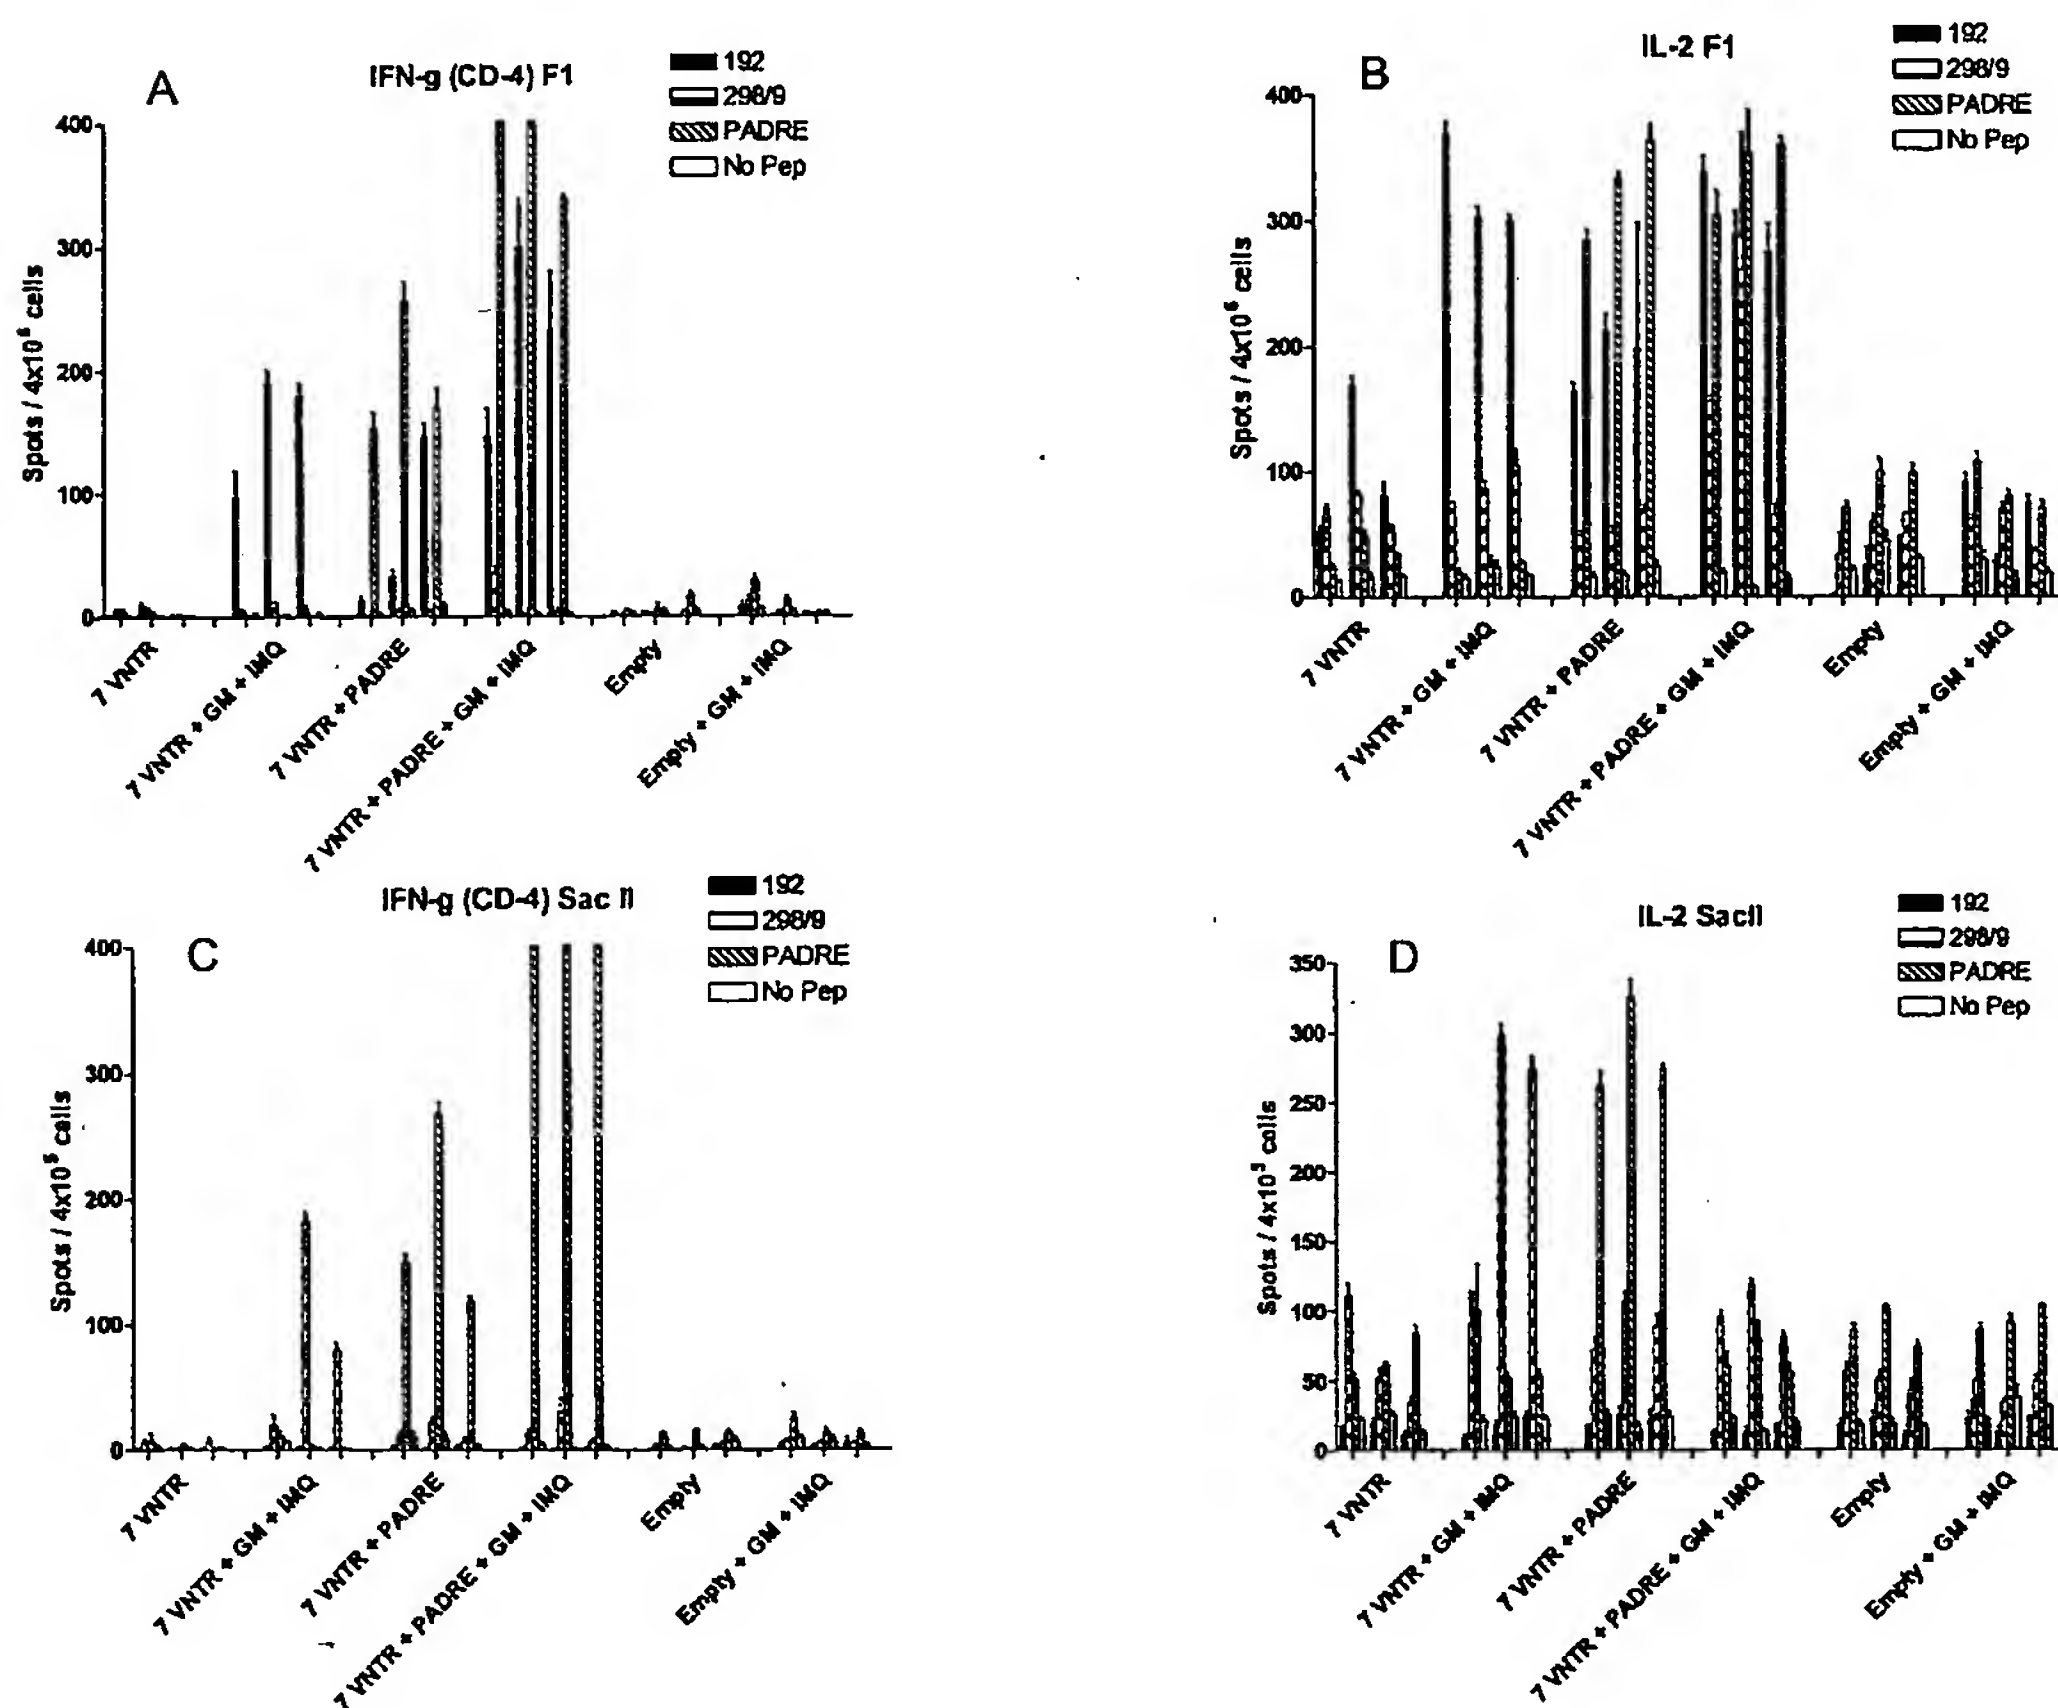 A
IFN-g (CD-4) F1
192
298/9
PADRE
No Pep
400
300
200
100
0
Spots / 4x10⁶ cells
7 VNTR
7 VNTR + GM + IMQ
7 VNTR + PADRE
7 VNTR + PADRE + GM + IMQ
Empty
Empty + GM + IMQ
B
IL-2 F1
192
298/9
PADRE
No Pep
400
300
200
100
0
Spots / 4x10⁶ cells
7 VNTR
7 VNTR + GM + IMQ
7 VNTR + PADRE
7 VNTR + PADRE + GM + IMQ
Empty
Empty + GM + IMQ
C
IFN-g (CD-4) Sac II
192
298/9
PADRE
No Pep
400
300
200
100
0
Spots / 4x10⁵ cells
7 VNTR
7 VNTR + GM + IMQ
7 VNTR + PADRE
7 VNTR + PADRE + GM + IMQ
Empty
Empty + GM + IMQ
D
IL-2 SacII
192
298/9
PADRE
No Pep
350
300
250
200
150
100
50
0
Spots / 4x10⁵ cells
7 VNTR
7 VNTR + GM + IMQ
7 VNTR + PADRE
7 VNTR + PADRE + GM + IMQ
Empty
Empty + GM + IMQ